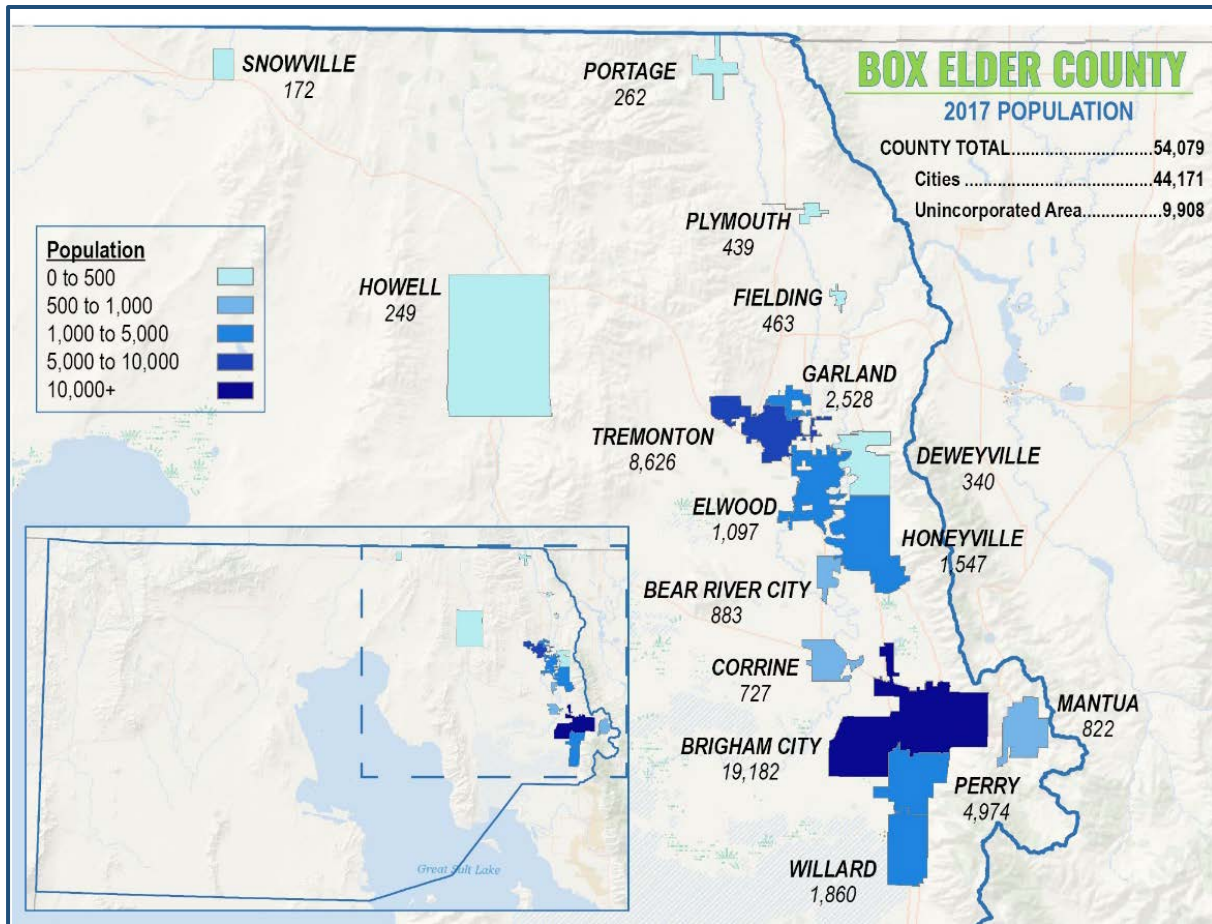 BOX ELDER COUNTY
2017 POPULATION
COUNTY TOTAL..............................54,079
Cities ........................................44,171
Unincorporated Area.................9,908
SNOWVILLE
172
PORTAGE
262
PLYMOUTH
439
Population
0 to 500
500 to 1,000
1,000 to 5,000
5,000 to 10,000
10,000+
HOWELL
249
FIELDING
463
GARLAND
2,528
TREMONTON
8,626
DEWEYVILLE
340
ELWOOD
1,097
HONEYVILLE
1,547
BEAR RIVER CITY
883
CORRINE
727
MANTUA
822
BRIGHAM CITY
19,182
PERRY
4,974
WILLARD
1,860
Great Salt Lake